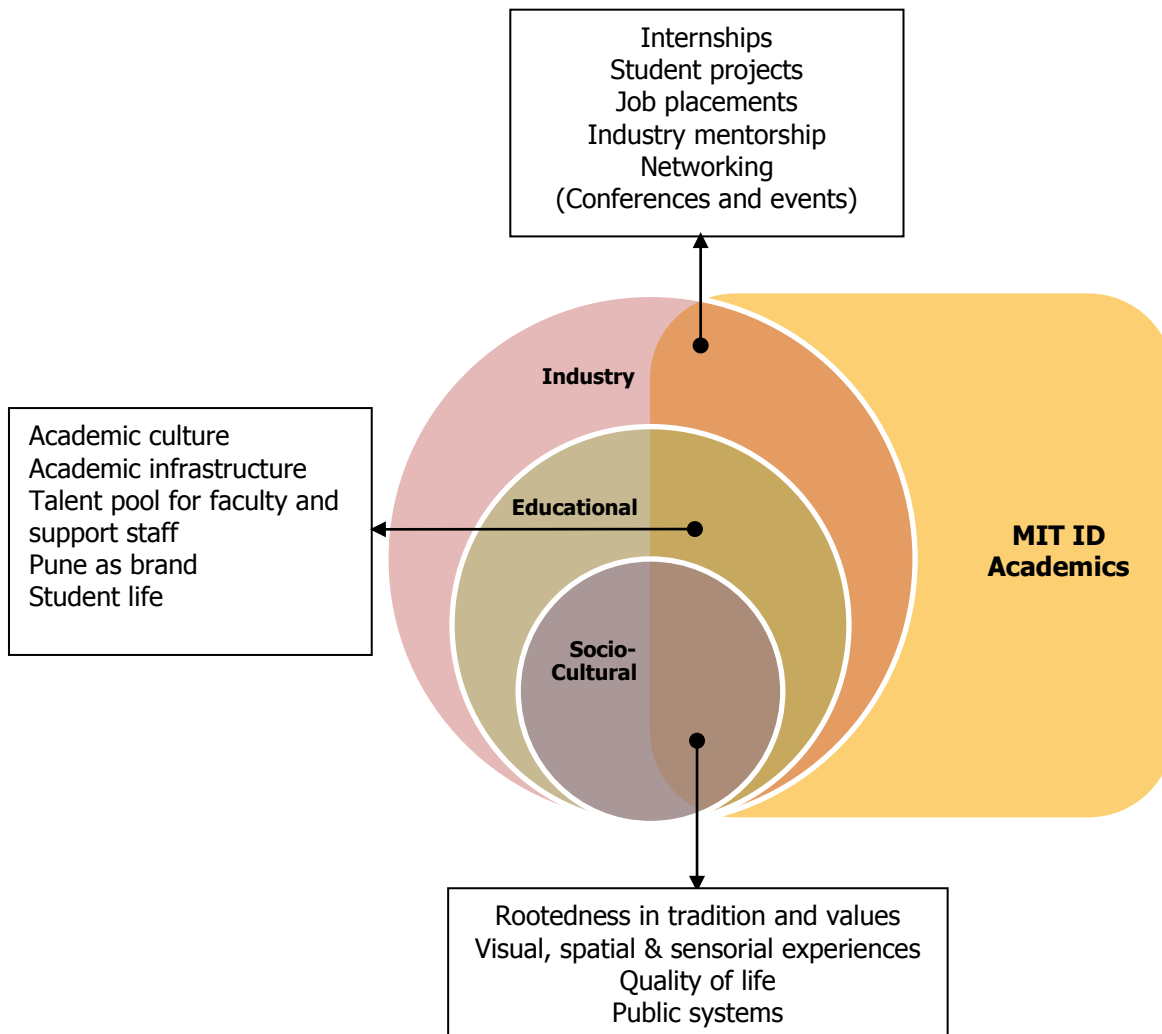 Internships
Student projects
Job placements
Industry mentorship
Networking
(Conferences and events)
Industry
Academic culture
Academic infrastructure
Talent pool for faculty and
support staff
Pune as brand
Student life
Educational
MIT ID
Academics
Socio-
Cultural
Rootedness in tradition and values
Visual, spatial & sensorial experiences
Quality of life
Public systems